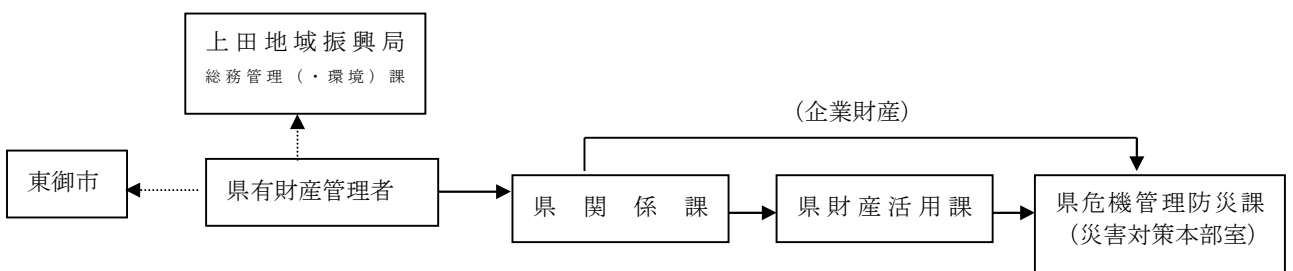 上田地域振興局
総務管理（・環境）課
（企業財産）
東御市
県有財産管理者
県関係課
県財産活用課
県危機管理防災課
（災害対策本部室）